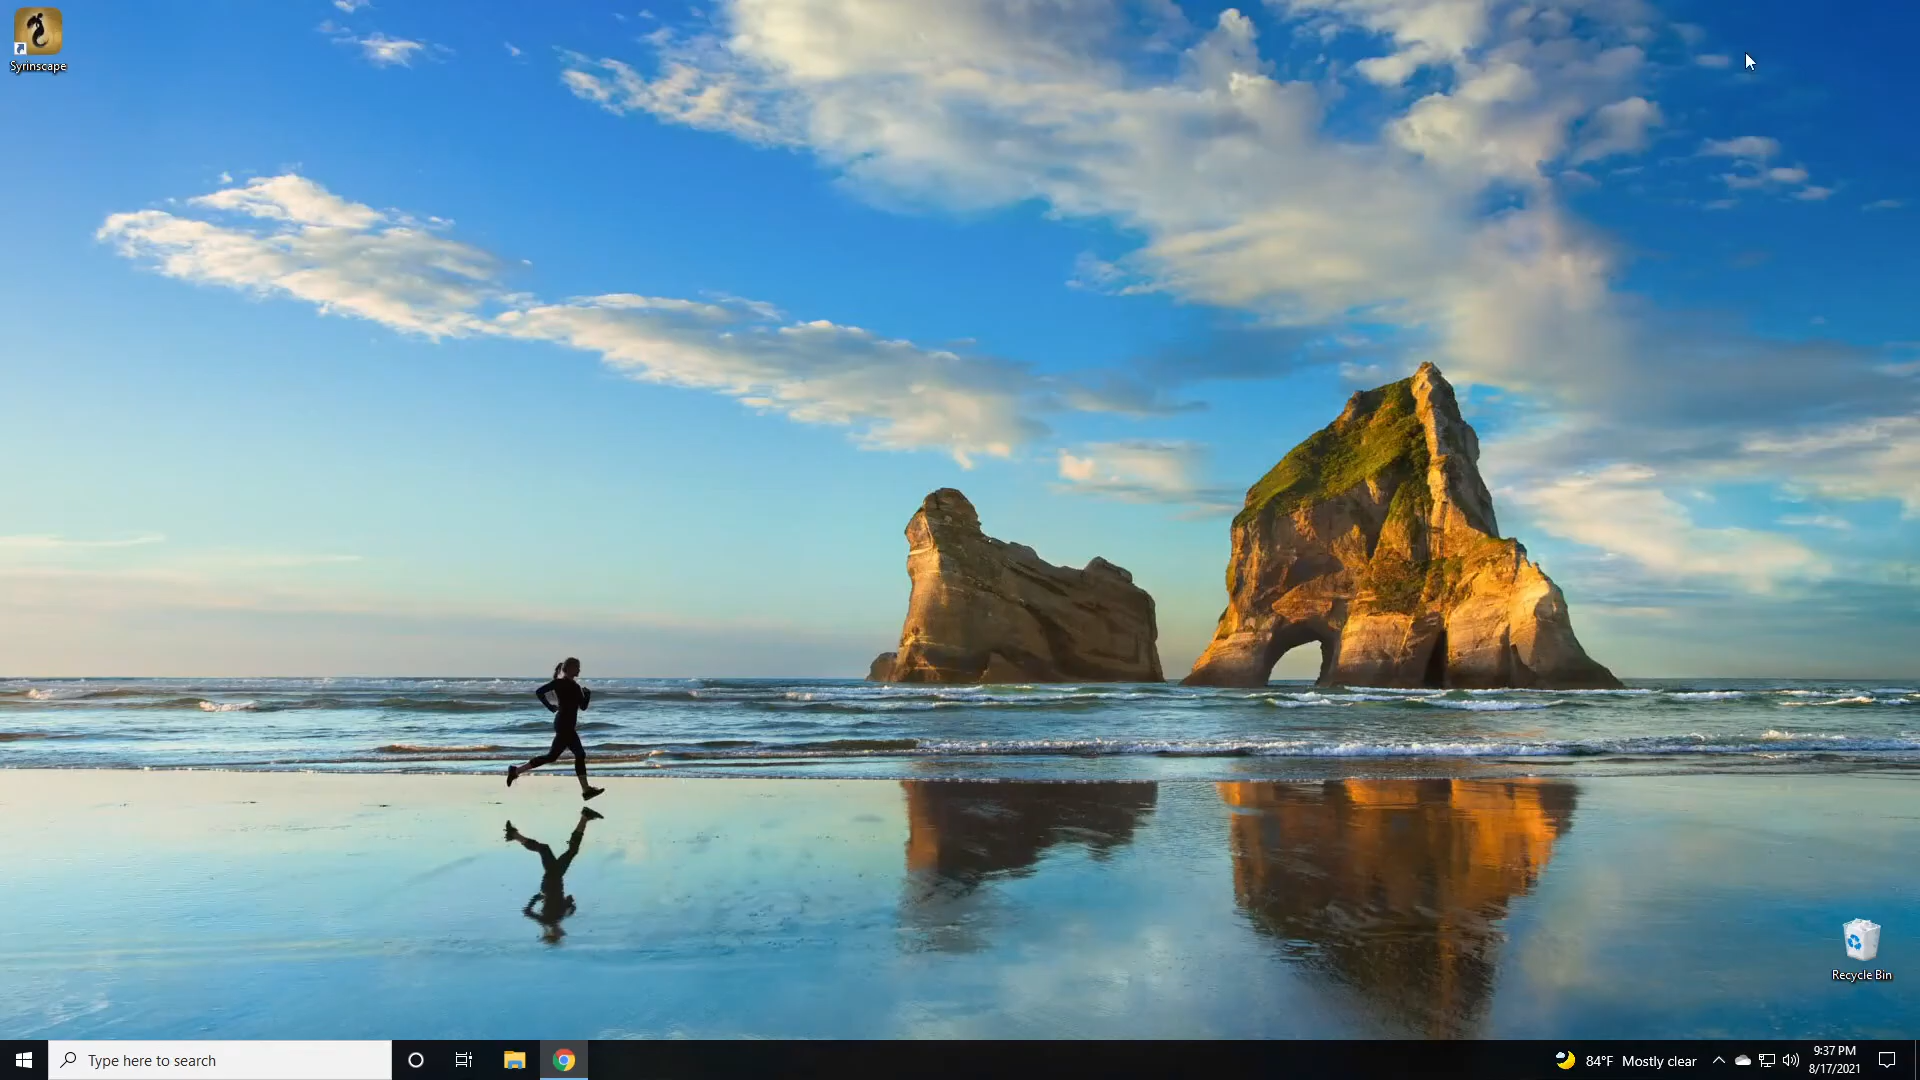 Syrinscape
Recycle Bin
Type here to search
84°F Mostly clear
9:37 PM
8/17/2021